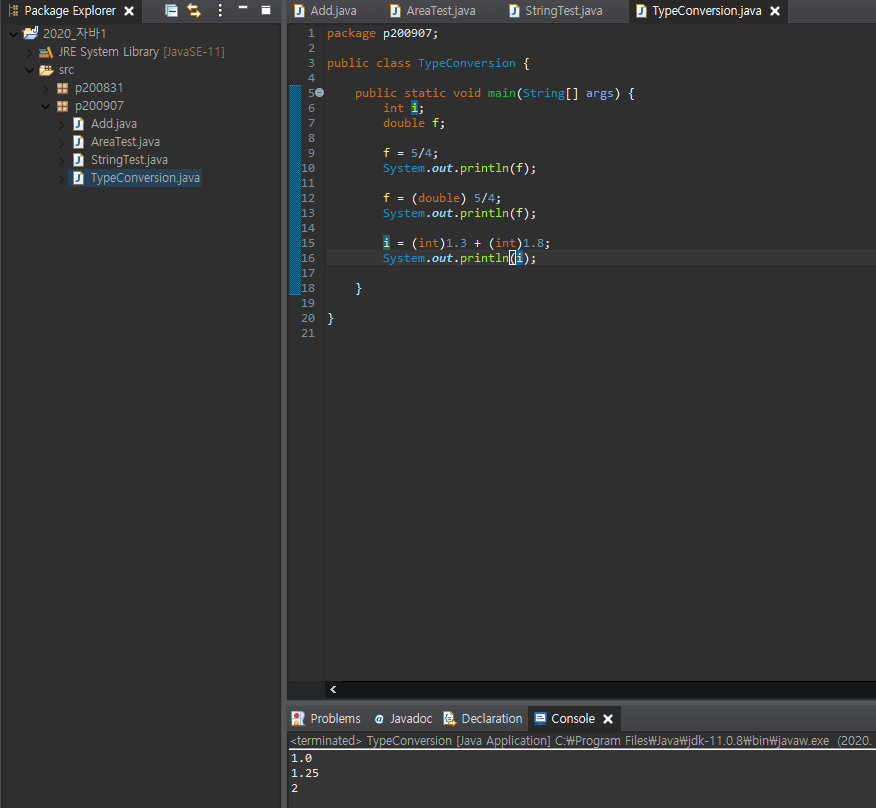 Package Explorer
2020_자바1
JRE System Library [JavaSE-11]
src
p200831
p200907
Add.java
AreaTest.java
StringTest.java
TypeConversion.java
Add.java AreaTest.java StringTest.java TypeConversion.java
1 package p200907;
2
3 public class TypeConversion {
4
5 public static void main(String[] args) {
6 int i;
7 double f;
8
9 f = 5/4;
10 System.out.println(f);
11
12 f = (double) 5/4;
13 System.out.println(f);
14
15 i = (int)1.3 + (int)1.8;
16 System.out.println(i);
17
18 }
19
20 }
21
Problems @ Javadoc Declaration Console
<terminated> TypeConversion [Java Application] C:₩Program Files₩Java₩jdk-11.0.8₩bin₩javaw.exe (2020.
1.0
1.25
2